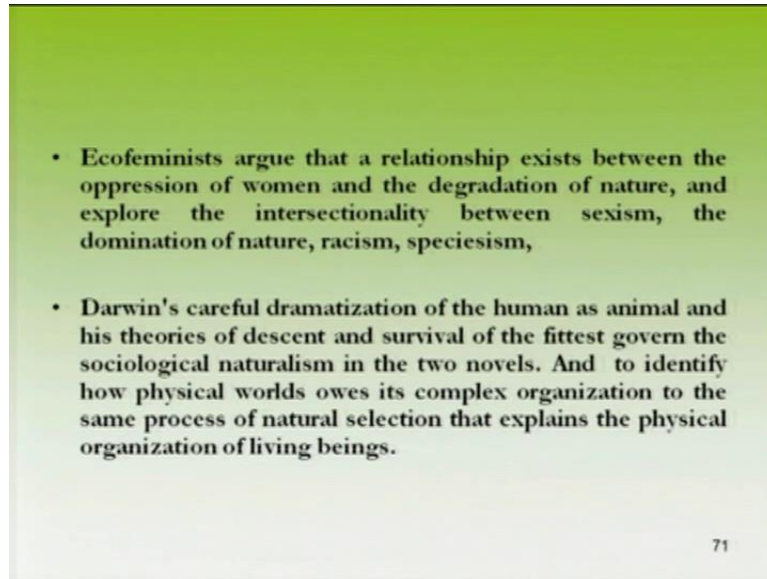 • Ecofeminists argue that a relationship exists between the
oppression of women and the degradation of nature, and
explore the intersectionality between sexism, the
domination of nature, racism, speciesism,
• Darwin's careful dramatization of the human as animal and
his theories of descent and survival of the fittest govern the
sociological naturalism in the two novels. And to identify
how physical worlds owes its complex organization to the
same process of natural selection that explains the physical
organization of living beings.
71